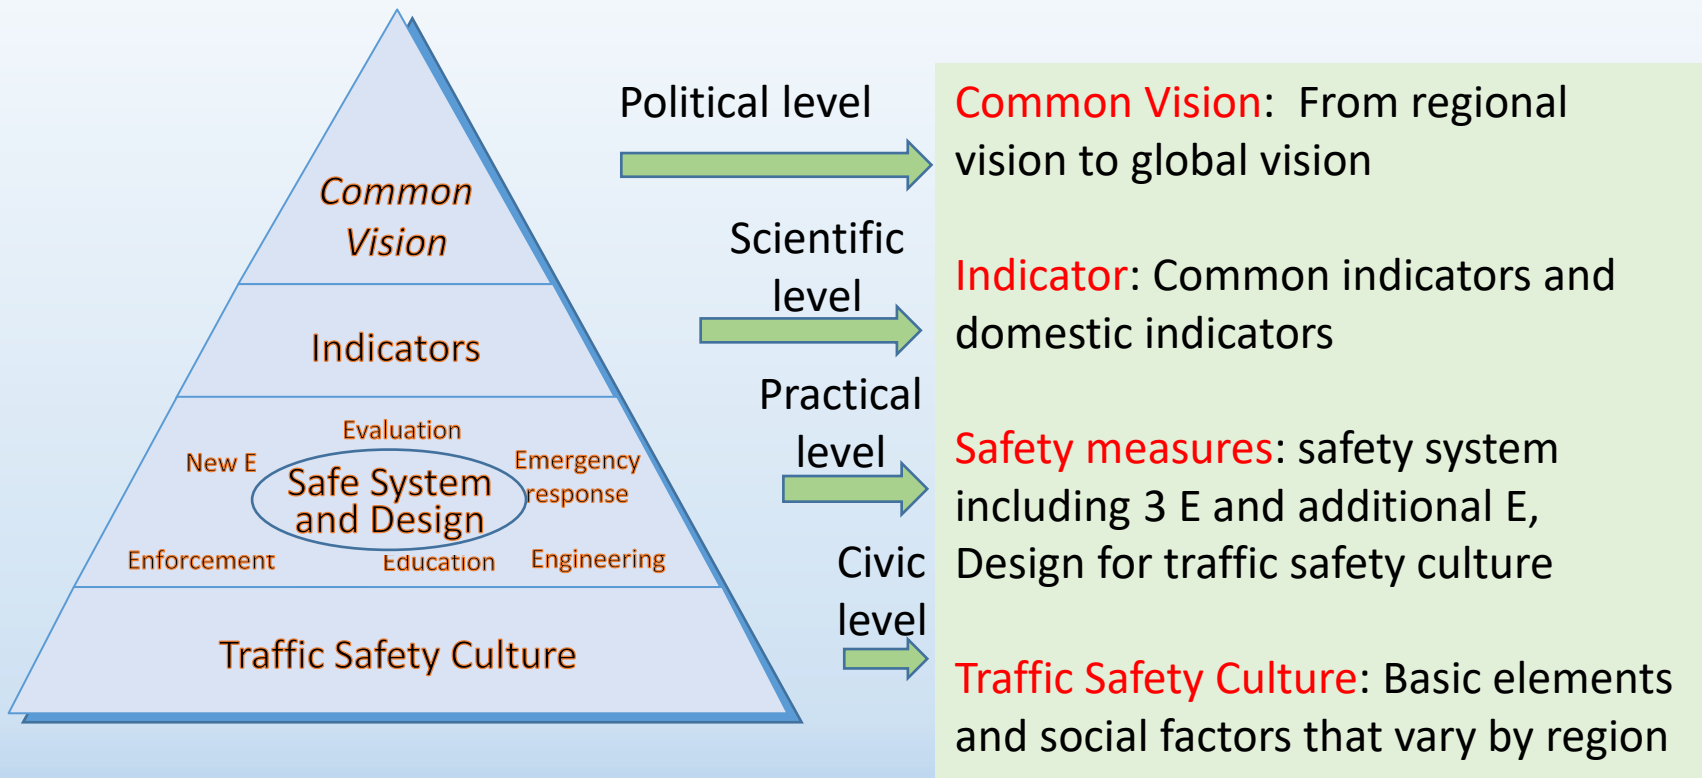 Common
Vision
Indicators
Evaluation
New E
Emergency
response
Safe System
and Design
Enforcement
Education
Engineering
Traffic Safety Culture
Political level
Scientific
level
Practical
level
Civic
level
Common Vision:  From regional
vision to global vision
Indicator: Common indicators and
domestic indicators
Safety measures: safety system
including 3 E and additional E,
Design for traffic safety culture
Traffic Safety Culture: Basic elements
and social factors that vary by region